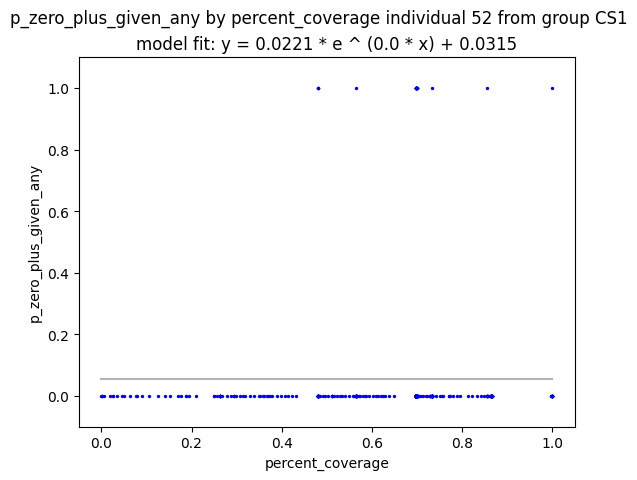 p_zero_plus_given_any by percent_coverage individual 52 from group CS1
model fit: y = 0.0221 * e ^ (0.0 * x) + 0.0315
p_zero_plus_given_any
1.0
0.8
0.6
0.4
0.2
0.0
0.0 0.2 0.4 0.6 0.8 1.0
percent_coverage